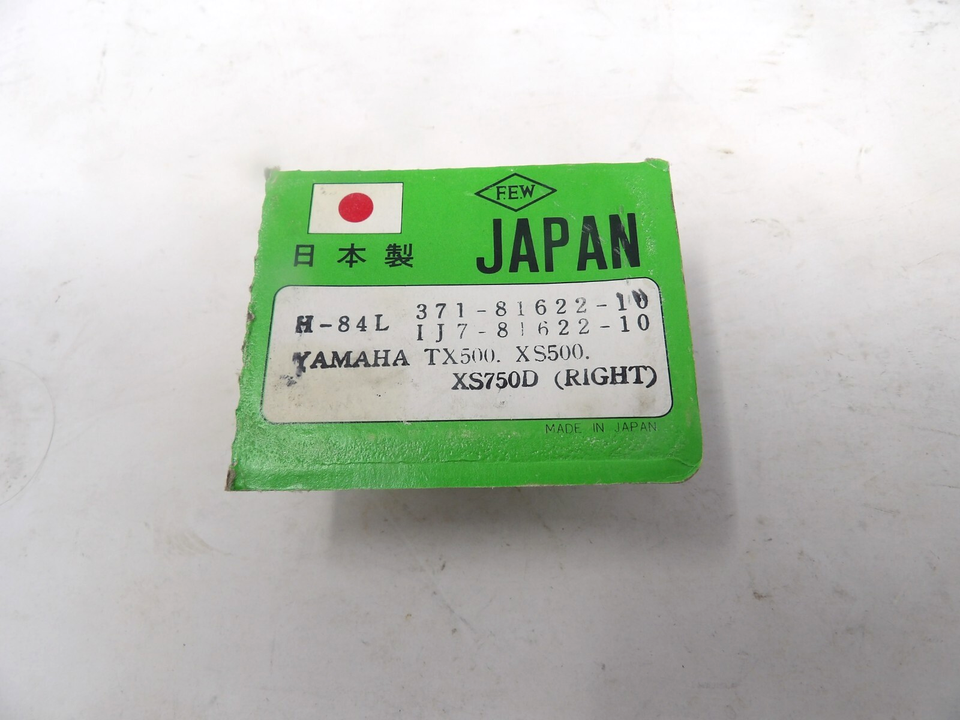 F.E.W
日本製
JAPAN
H-84L 371-81622-10
IJ7-81622-10
YAMAHA TX500. XS500.
XS750D (RIGHT)
MADE IN JAPAN